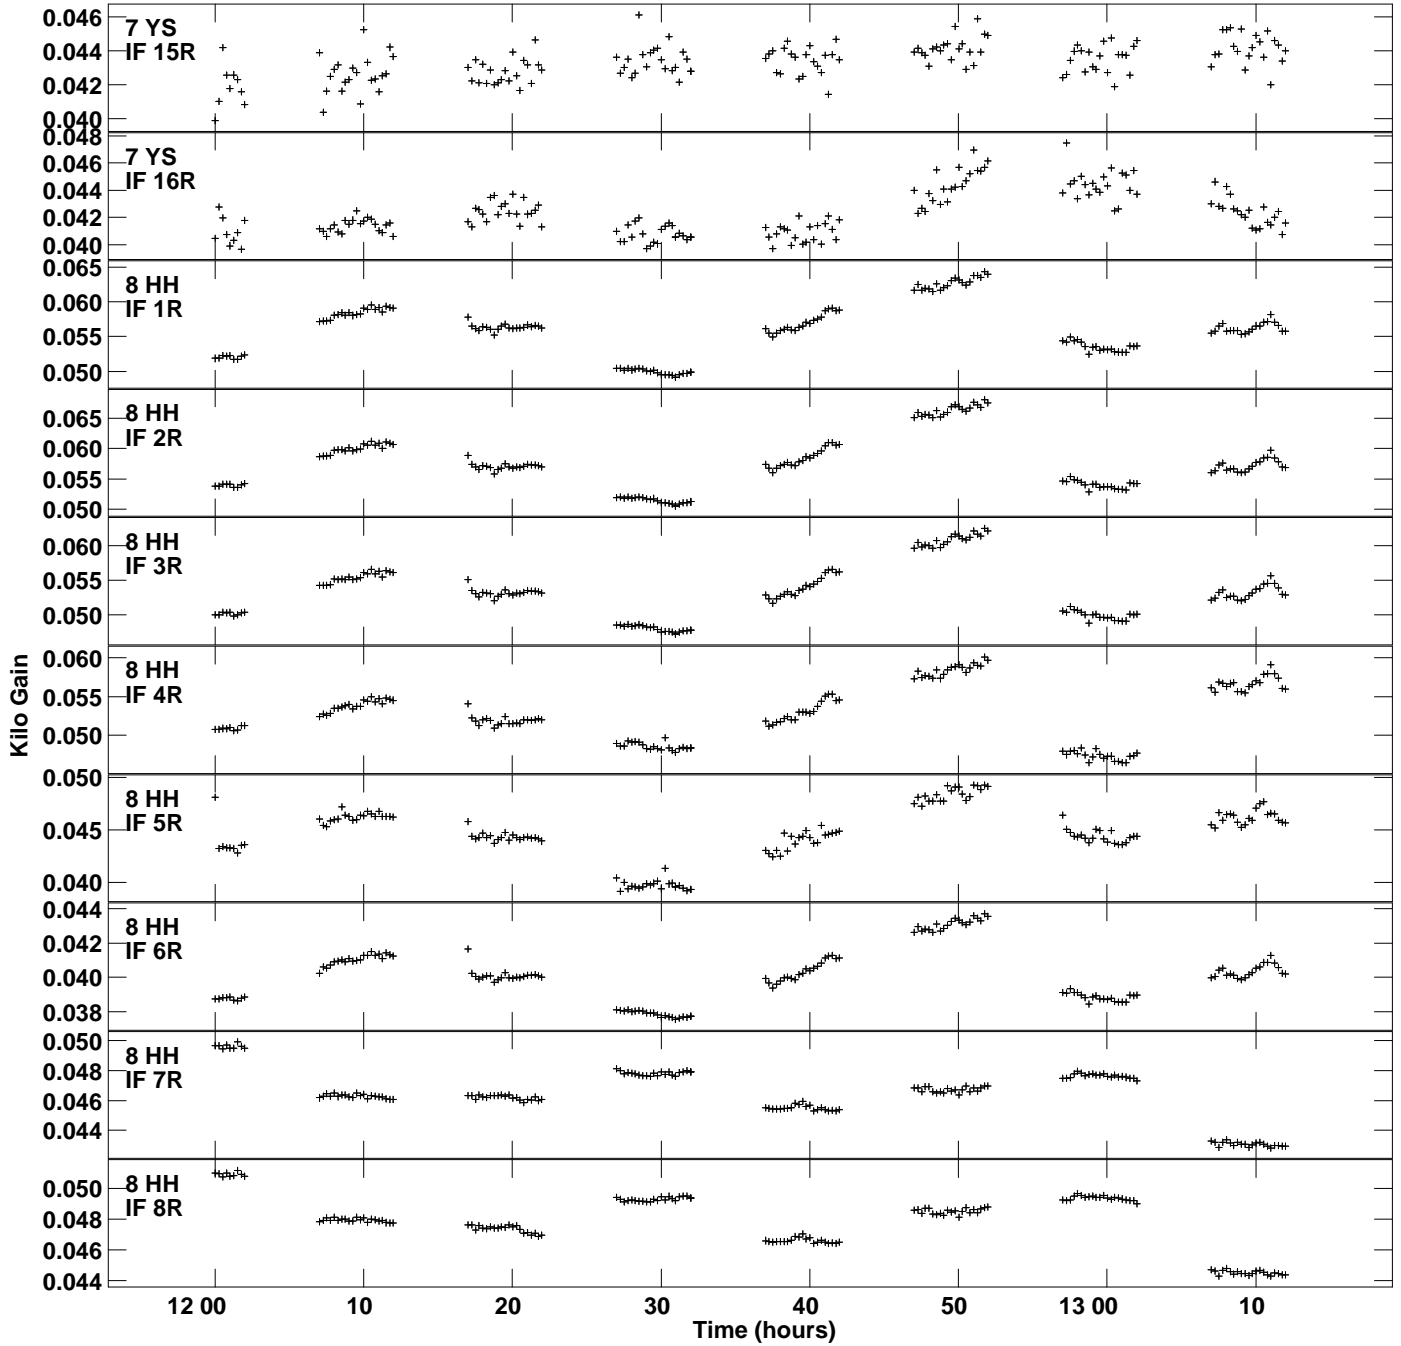 7 YS
IF 15R
0.046
0.044
0.042
0.040
7 YS
IF 16R
0.048
0.046
0.044
0.042
0.040
8 HH
IF 1R
0.065
0.060
0.055
0.050
8 HH
IF 2R
0.065
0.060
0.055
0.050
8 HH
IF 3R
0.060
0.055
0.050
8 HH
IF 4R
0.060
0.055
0.050
8 HH
IF 5R
0.050
0.045
0.040
8 HH
IF 6R
0.044
0.042
0.040
0.038
8 HH
IF 7R
0.050
0.048
0.046
0.044
8 HH
IF 8R
0.050
0.048
0.046
0.044
Kilo Gain
12 00 10 20 30 40 50 13 00 10
Time (hours)